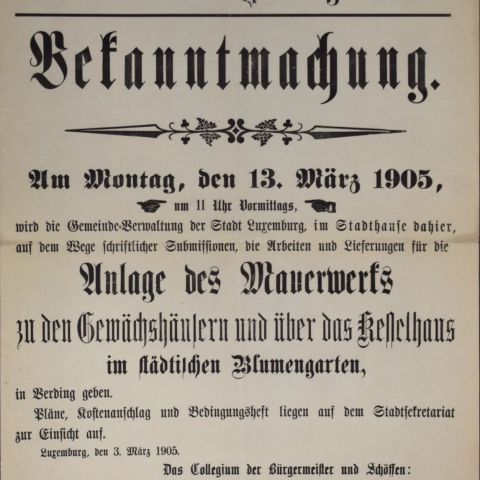 Bekanntmachung.
Am Montag, den 13. März 1905,
um 11 Uhr Vormittags,
wird die Gemeinde-Verwaltung der Stadt Luxemburg, im Stadthause dahier,
auf dem Wege schriftlicher Submissionen, die Arbeiten und Lieferungen für die
Anlage des Mauerwerks
zu den Gewächshäusern und über das Kesselhaus
im städtischen Blumengarten,
in Verding geben.
Pläne, Kostenanschlag und Bedingungsheft liegen auf dem Stadtsekretariat
zur Einsicht auf.
Luxemburg, den 3. März 1905.
Das Collegium der Bürgermeister und Schöffen: